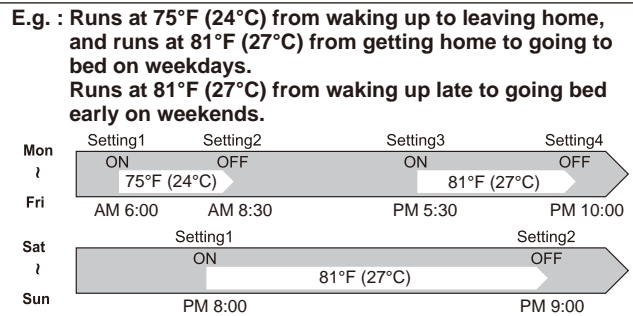 E.g. : Runs at 75°F (24°C) from waking up to leaving home,
and runs at 81°F (27°C) from getting home to going to
bed on weekdays.
Runs at 81°F (27°C) from waking up late to going bed
early on weekends.
Setting1 Setting2 Setting3 Setting4
Mon
ON OFF ON OFF
~
75°F (24°C) 81°F (27°C)
Fri
AM 6:00 AM 8:30 PM 5:30 PM 10:00
Setting1 Setting2
Sat
ON OFF
~
81°F (27°C)
Sun
PM 8:00 PM 9:00